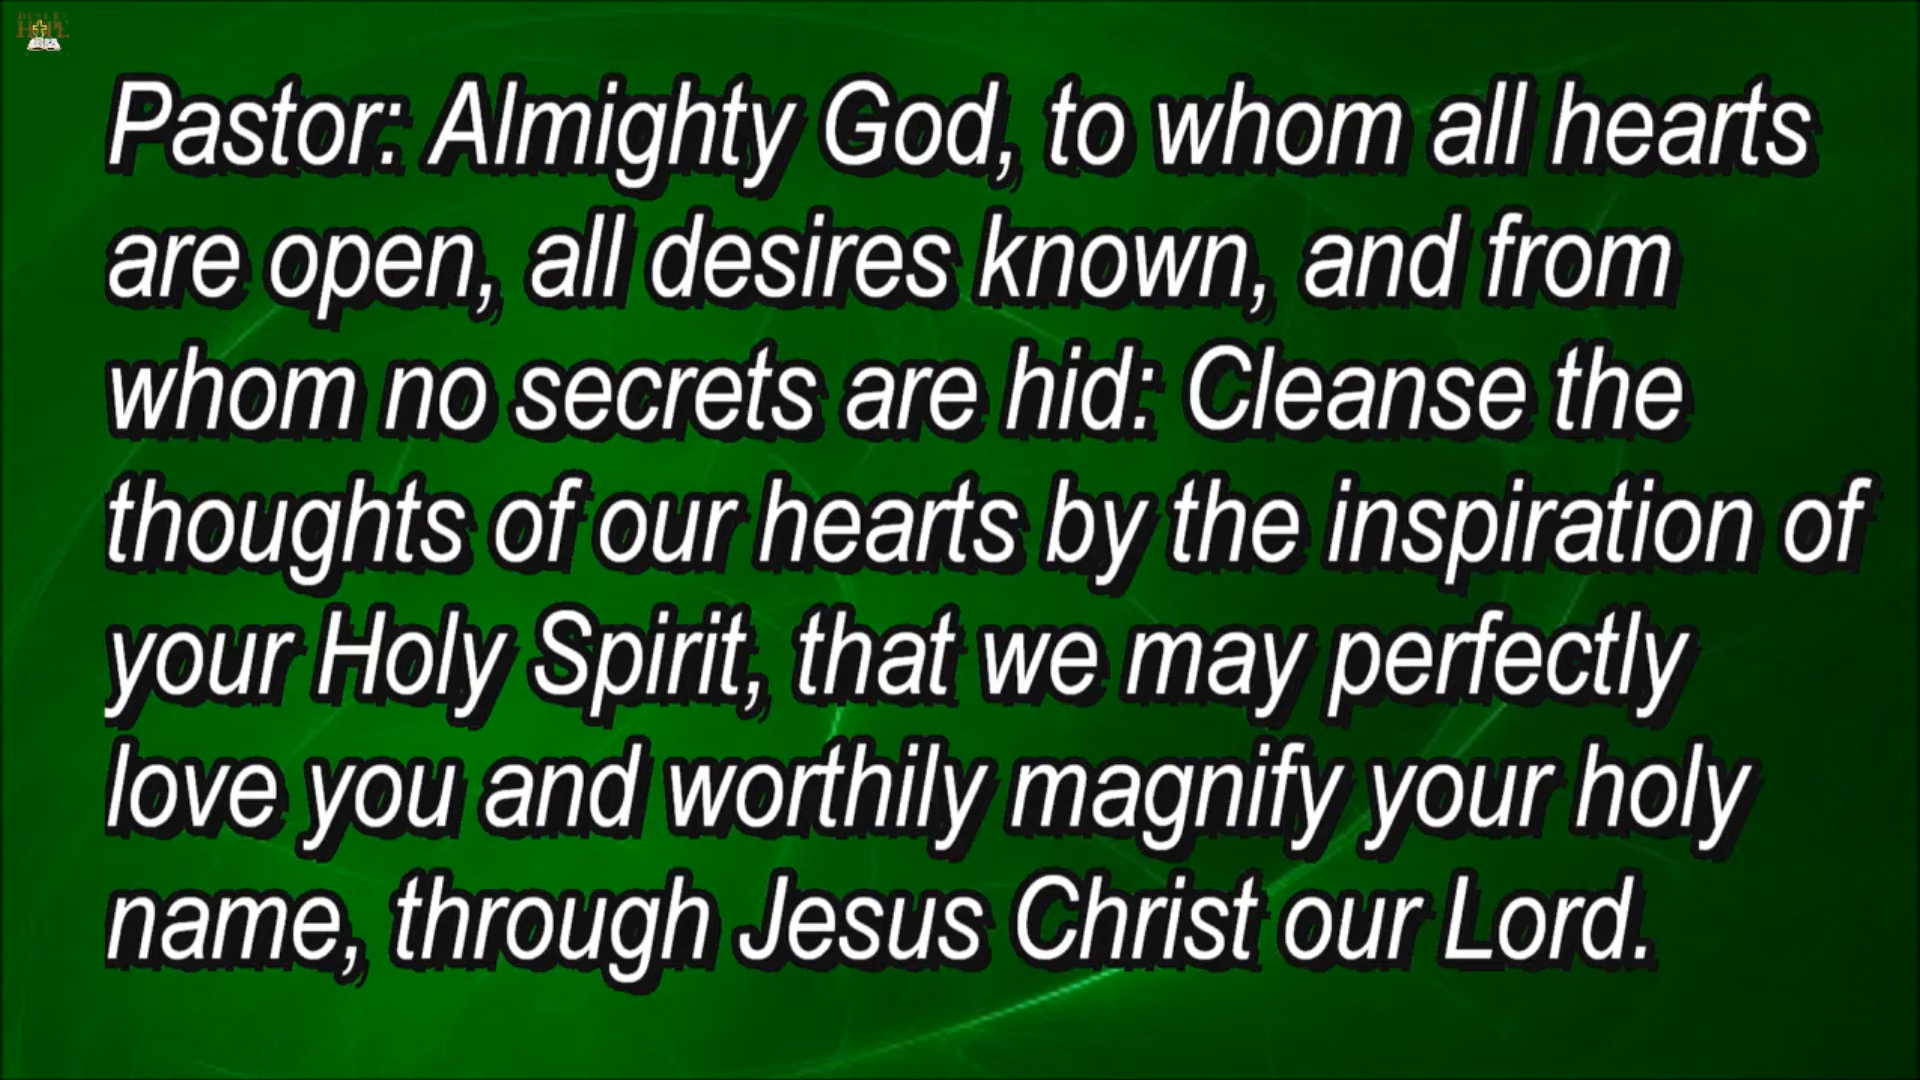 HOPE
Pastor: Almighty God, to whom all hearts
are open, all desires known, and from
whom no secrets are hid: Cleanse the
thoughts of our hearts by the inspiration of
your Holy Spirit, that we may perfectly
love you and worthily magnify your holy
name, through Jesus Christ our Lord.